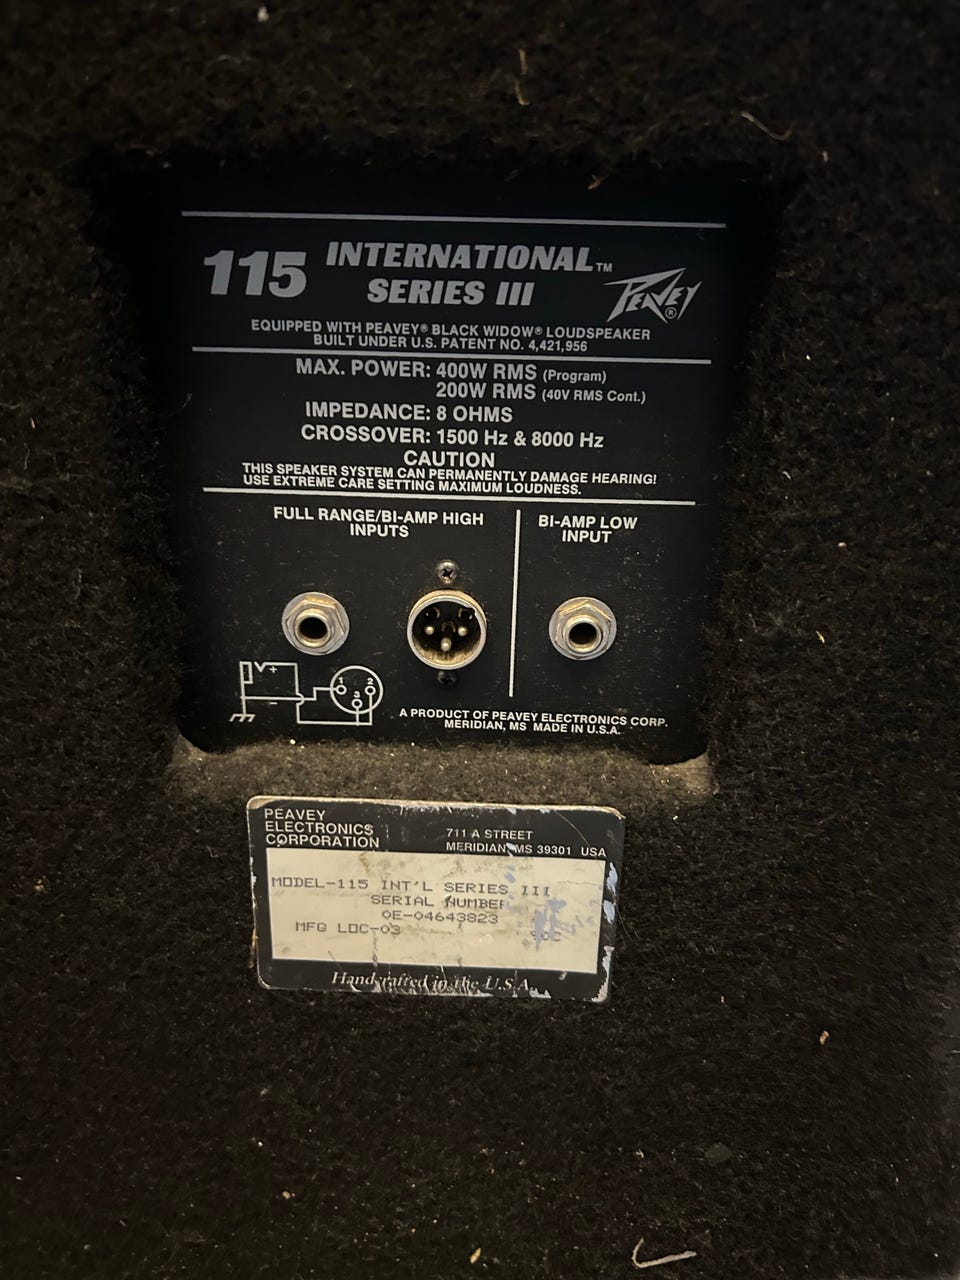 115 INTERNATIONAL™
SERIES III
PEAVEY®
EQUIPPED WITH PEAVEY® BLACK WIDOW® LOUDSPEAKER
BUILT UNDER U.S. PATENT NO. 4,421,956
MAX. POWER: 400W RMS (Program)
200W RMS (40V RMS Cont.)
IMPEDANCE: 8 OHMS
CROSSOVER: 1500 Hz & 8000 Hz
CAUTION
THIS SPEAKER SYSTEM CAN PERMANENTLY DAMAGE HEARING!
USE EXTREME CARE SETTING MAXIMUM LOUDNESS.
FULL RANGE/BI-AMP HIGH
INPUTS
BI-AMP LOW
INPUT
+
−
1 2
3
A PRODUCT OF PEAVEY ELECTRONICS CORP.
MERIDIAN, MS MADE IN U.S.A.
PEAVEY
ELECTRONICS
CORPORATION
711 A STREET
MERIDIAN, MS 39301 USA
MODEL-115 INT'L SERIES III
SERIAL NUMBER
0E-04643823
MFG LOC-03
Handcrafted in the U.S.A.